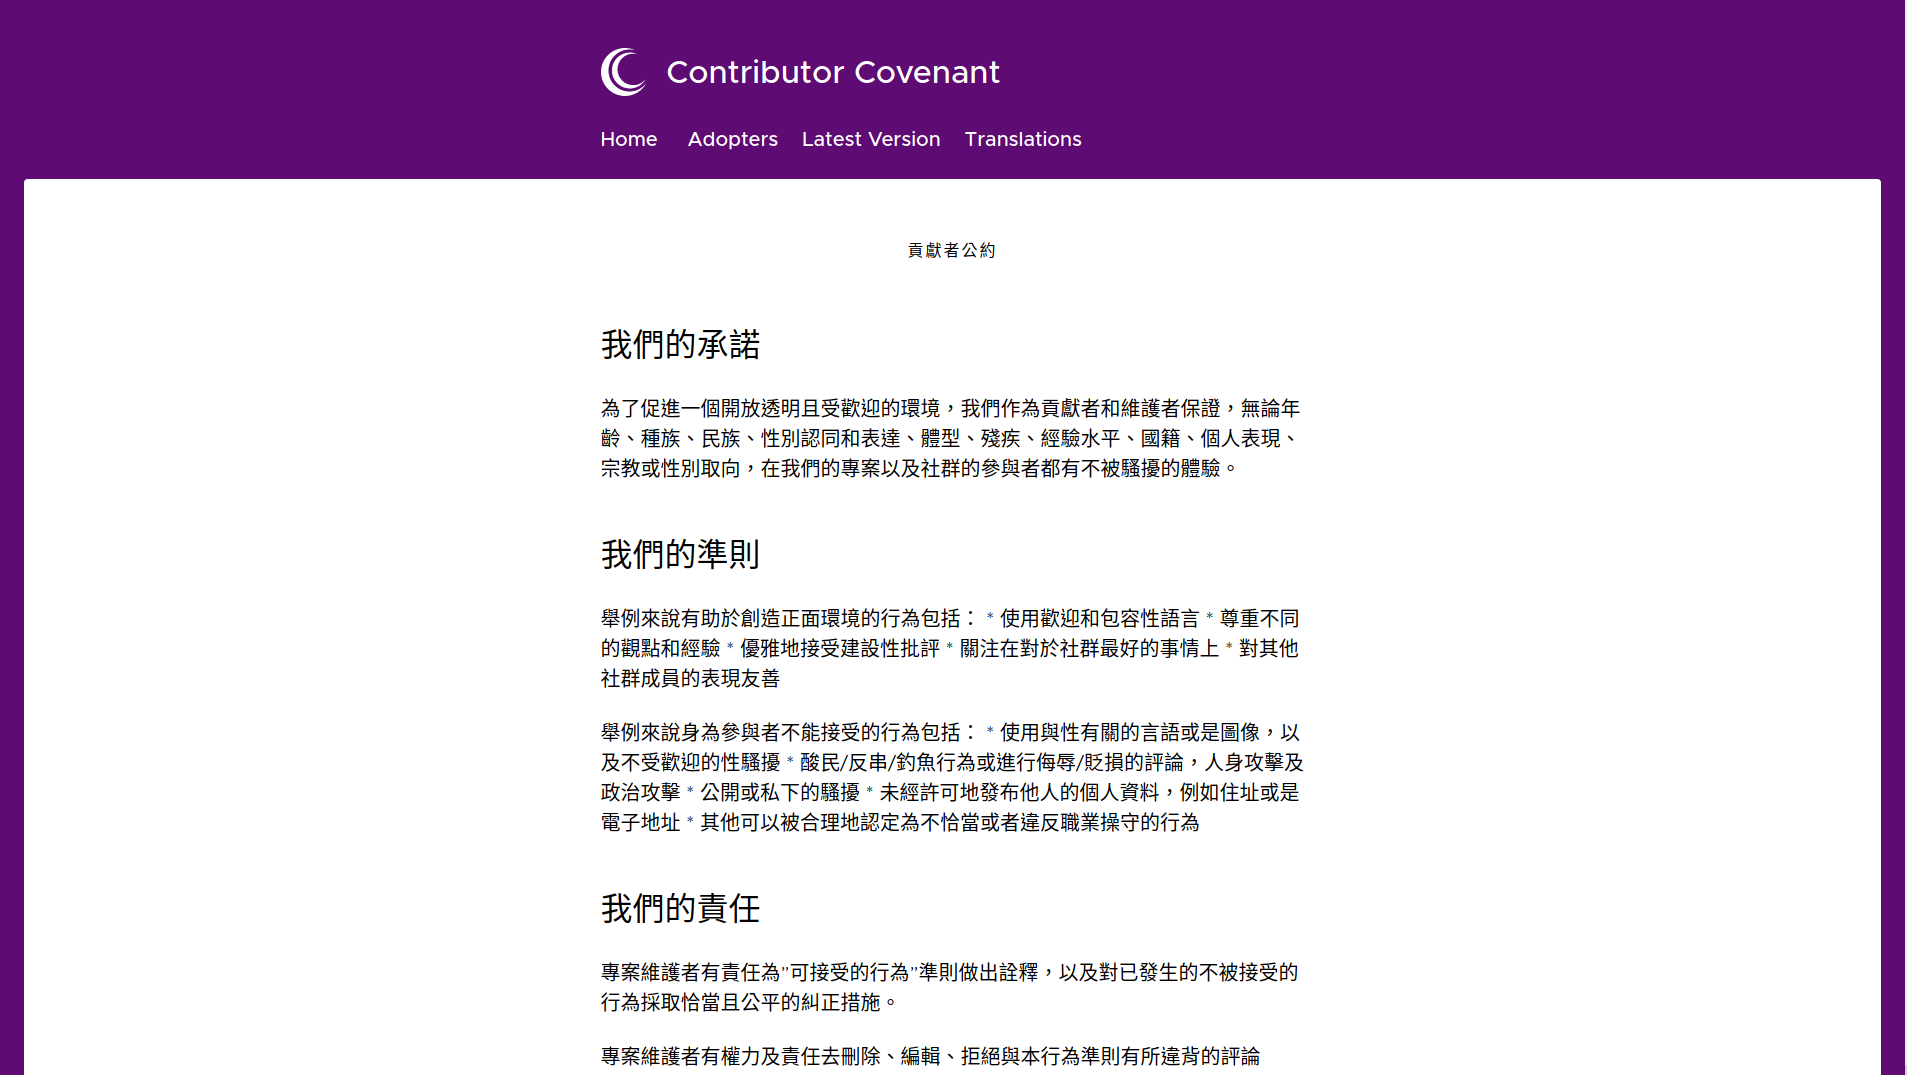 Contributor Covenant
Home Adopters Latest Version Translations
貢獻者公約
我們的承諾
為了促進一個開放透明且受歡迎的環境，我們作為貢獻者和維護者保證，無論年
齡、種族、民族、性別認同和表達、體型、殘疾、經驗水平、國籍、個人表現、
宗教或性別取向，在我們的專案以及社群的參與者都有不被騷擾的體驗。
我們的準則
舉例來說有助於創造正面環境的行為包括： * 使用歡迎和包容性語言 * 尊重不同
的觀點和經驗 * 優雅地接受建設性批評 * 關注在對於社群最好的事情上 * 對其他
社群成員的表現友善
舉例來說身為參與者不能接受的行為包括： * 使用與性有關的言語或是圖像，以
及不受歡迎的性騷擾 * 酸民/反串/釣魚行為或進行侮辱/貶損的評論，人身攻擊及
政治攻擊 * 公開或私下的騷擾 * 未經許可地發布他人的個人資料，例如住址或是
電子地址 * 其他可以被合理地認定為不恰當或者違反職業操守的行為
我們的責任
專案維護者有責任為”可接受的行為”準則做出詮釋，以及對已發生的不被接受的
行為採取恰當且公平的糾正措施。
專案維護者有權力及責任去刪除、編輯、拒絕與本行為準則有所違背的評論